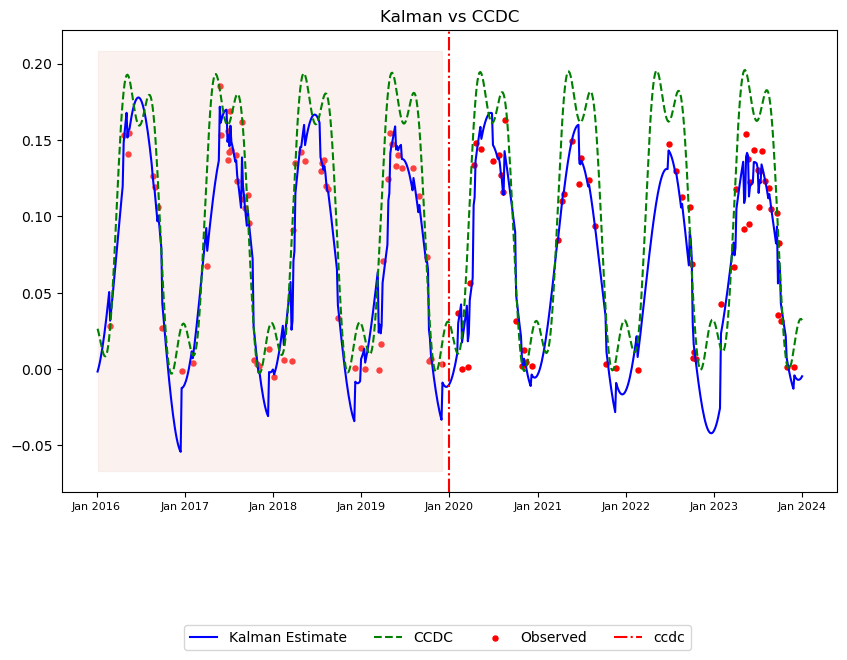 Kalman vs CCDC
0.20
0.15
0.10
0.05
0.00
−0.05
Jan 2016 Jan 2017 Jan 2018 Jan 2019 Jan 2020 Jan 2021 Jan 2022 Jan 2023 Jan 2024
Kalman Estimate CCDC Observed ccdc